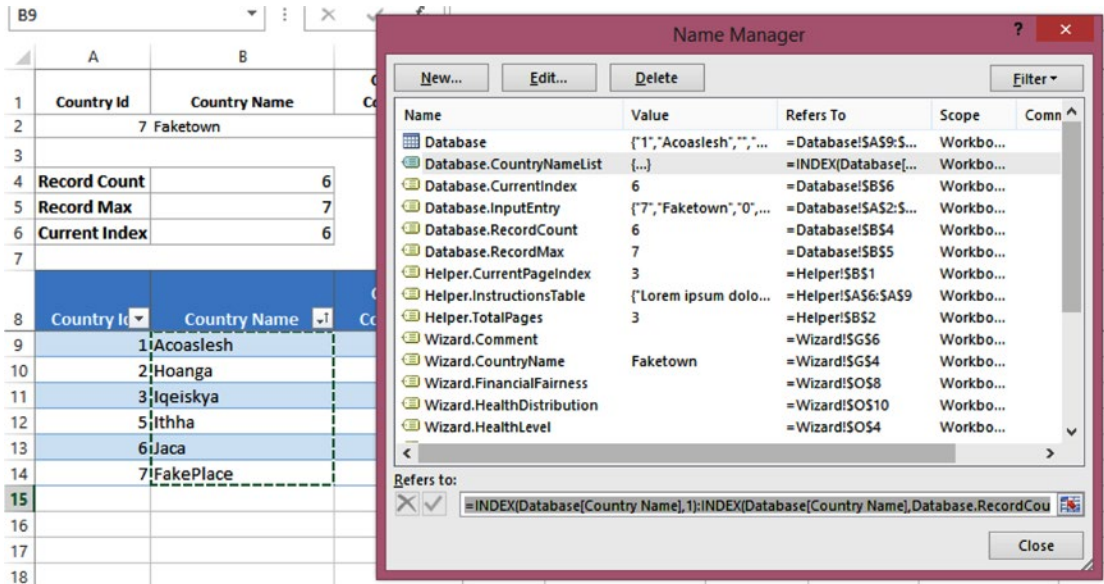 B9
Name Manager
? ×
New... Edit... Delete Filter
Name Value Refers To Scope Comn
Database {"1","Acoaslesh","","... =Database!$A$9:$... Workbo...
Database.CountryNameList {...} =INDEX(Database[... Workbo...
Database.CurrentIndex 6 =Database!$B$6 Workbo...
Database.InputEntry {"7","Faketown","0",... =Database!$A$2:$... Workbo...
Database.RecordCount 6 =Database!$B$4 Workbo...
Database.RecordMax 7 =Database!$B$5 Workbo...
Helper.CurrentPageIndex 3 =Helper!$B$1 Workbo...
Helper.InstructionsTable {"Lorem ipsum dolo... =Helper!$A$6:$A$9 Workbo...
Helper.TotalPages 3 =Helper!$B$2 Workbo...
Wizard.Comment =Wizard!$G$6 Workbo...
Wizard.CountryName Faketown =Wizard!$G$4 Workbo...
Wizard.FinancialFairness =Wizard!$O$8 Workbo...
Wizard.HealthDistribution =Wizard!$O$10 Workbo...
Wizard.HealthLevel =Wizard!$O$4 Workbo...
Refers to:
=INDEX(Database[Country Name],1):INDEX(Database[Country Name],Database.RecordCou
Close
A B
1 Country Id Country Name
2 7 Faketown
3
4 Record Count 6
5 Record Max 7
6 Current Index 6
7
8 Country Id Country Name
9 1 Acoaslesh
10 2 Hoanga
11 3 Iqeiskya
12 5 Iththa
13 6 Jaca
14 7 FakePlace
15
16
17
18